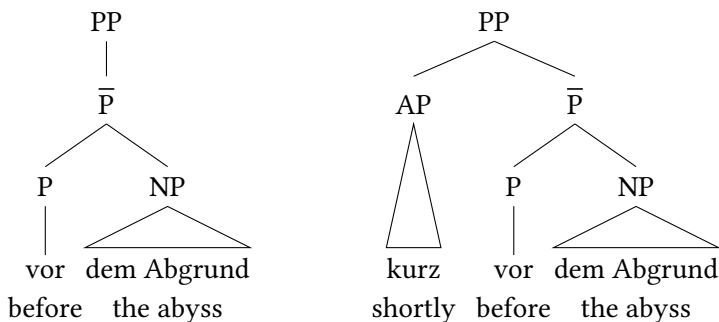 PP PP
P̅ AP P̅
P NP P NP
vor dem Abgrund kurz vor dem Abgrund
before the abyss shortly before the abyss